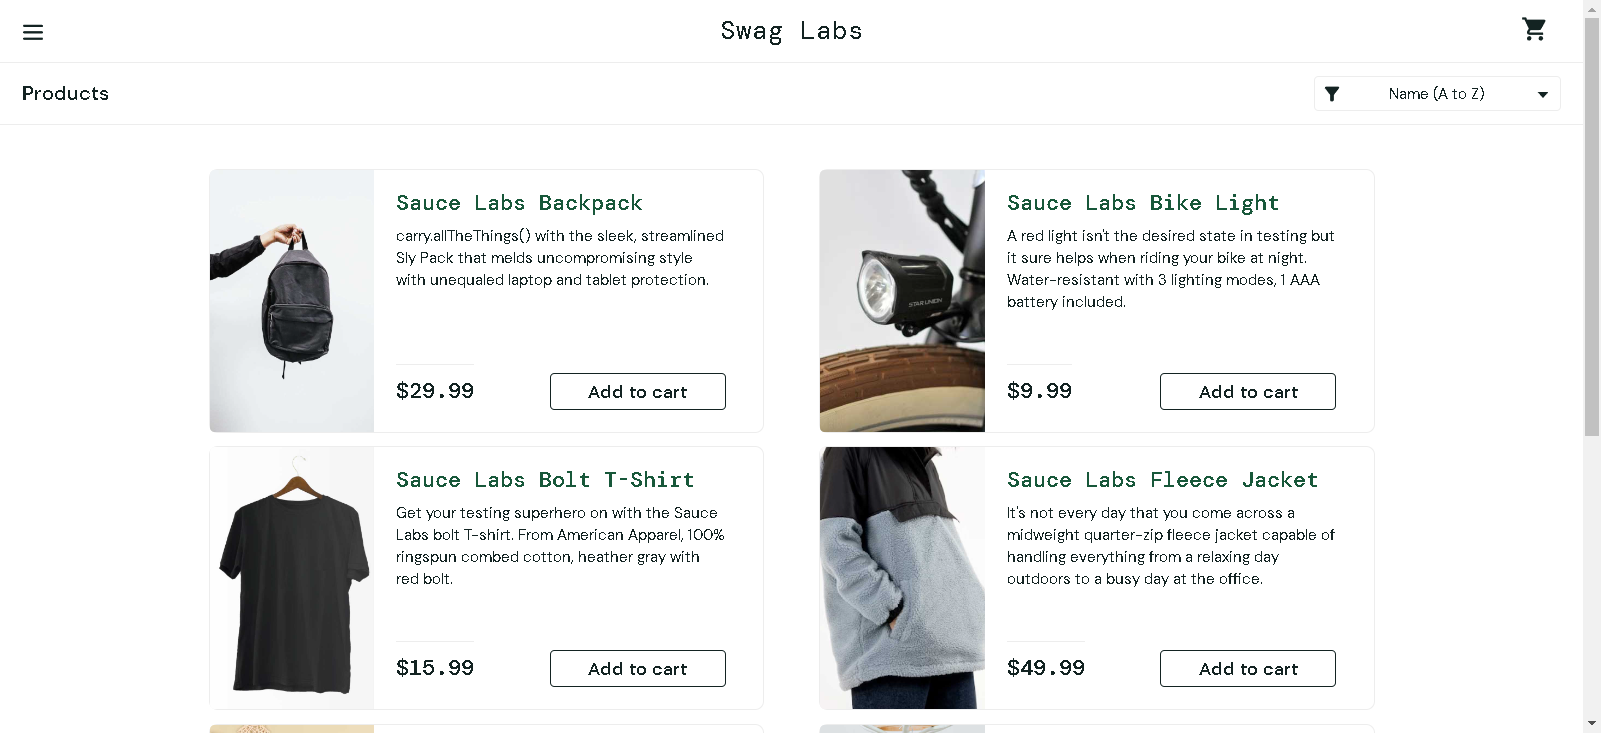 Swag Labs
Products
Name (A to Z)
Sauce Labs Backpack
carry.allTheThings() with the sleek, streamlined
Sly Pack that melds uncompromising style
with unequaled laptop and tablet protection.
$29.99
Add to cart
Sauce Labs Bike Light
A red light isn't the desired state in testing but
it sure helps when riding your bike at night.
Water-resistant with 3 lighting modes, 1 AAA
battery included.
$9.99
Add to cart
STAR UNION
Sauce Labs Bolt T-Shirt
Get your testing superhero on with the Sauce
Labs bolt T-shirt. From American Apparel, 100%
ringspun combed cotton, heather gray with
red bolt.
$15.99
Add to cart
Sauce Labs Fleece Jacket
It's not every day that you come across a
midweight quarter-zip fleece jacket capable of
handling everything from a relaxing day
outdoors to a busy day at the office.
$49.99
Add to cart